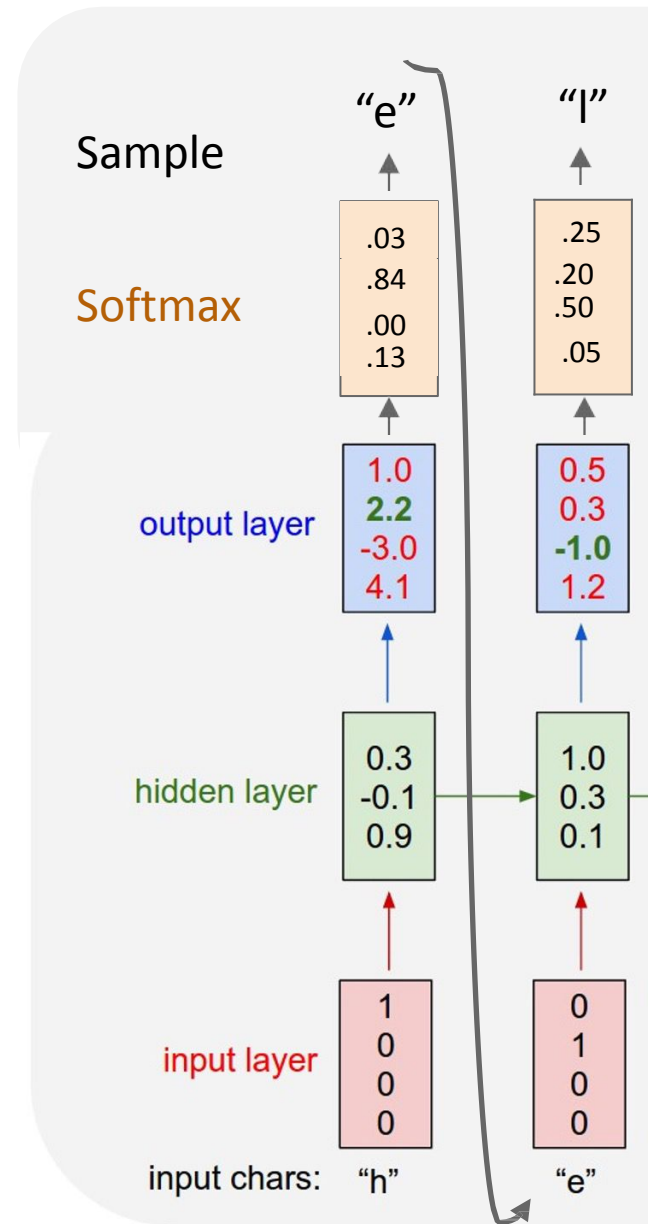 “e” “l”
Sample
.03 .25
.84 .20
Softmax
.00 .50
.13 .05
1.0 0.5
output layer 2.2 0.3
-3.0 -1.0
4.1 1.2
0.3 1.0
hidden layer -0.1 0.3
0.9 0.1
1 0
input layer 0 1
0 0
0 0
input chars: “h” “e”